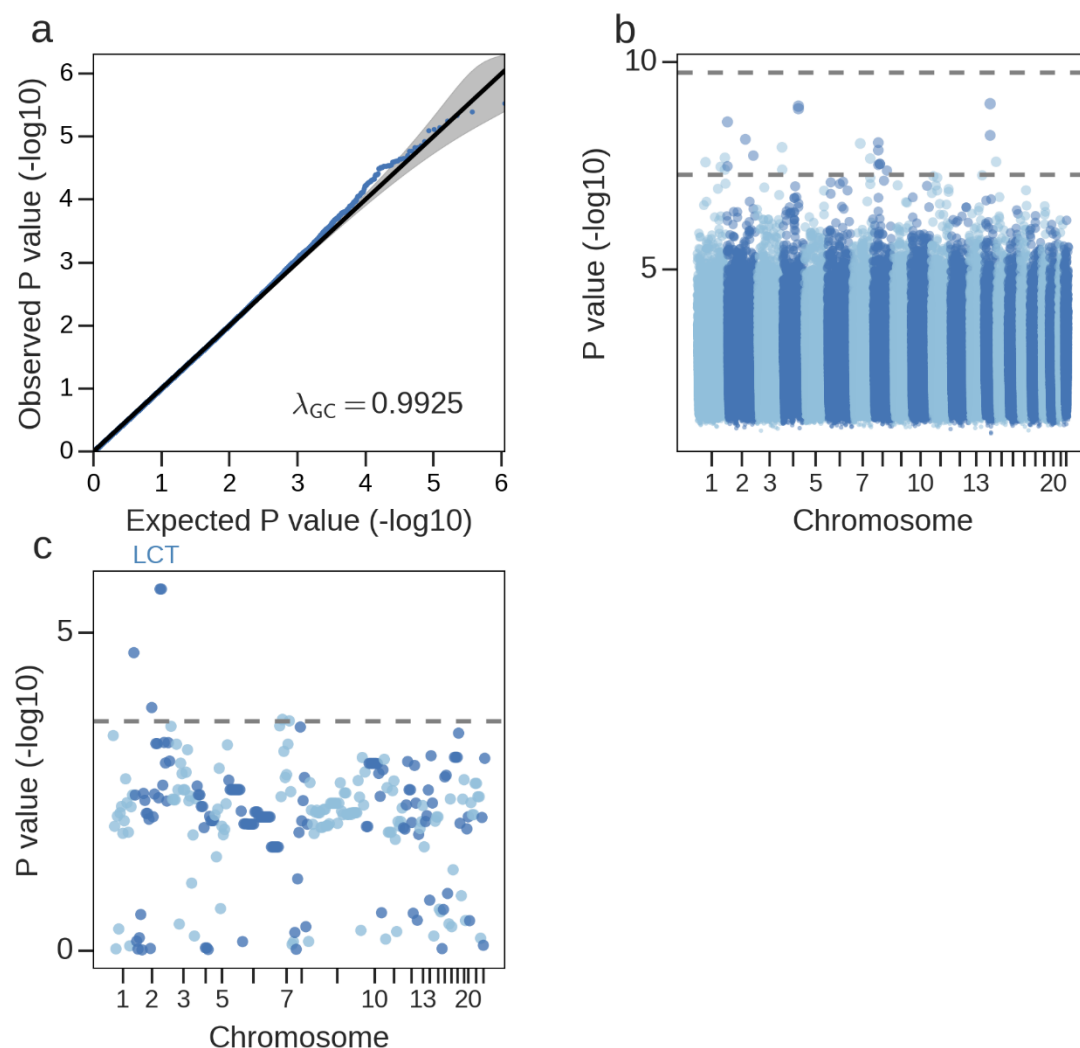 a
Observed P value (-log10)
6
5
4
3
2
1
0
λGC = 0.9925
0 1 2 3 4 5 6
Expected P value (-log10)
b
P value (-log10)
10
5
1 2 3 5 7 10 13 20
Chromosome
c
LCT
P value (-log10)
5
0
1 2 3 5 7 10 13 20
Chromosome